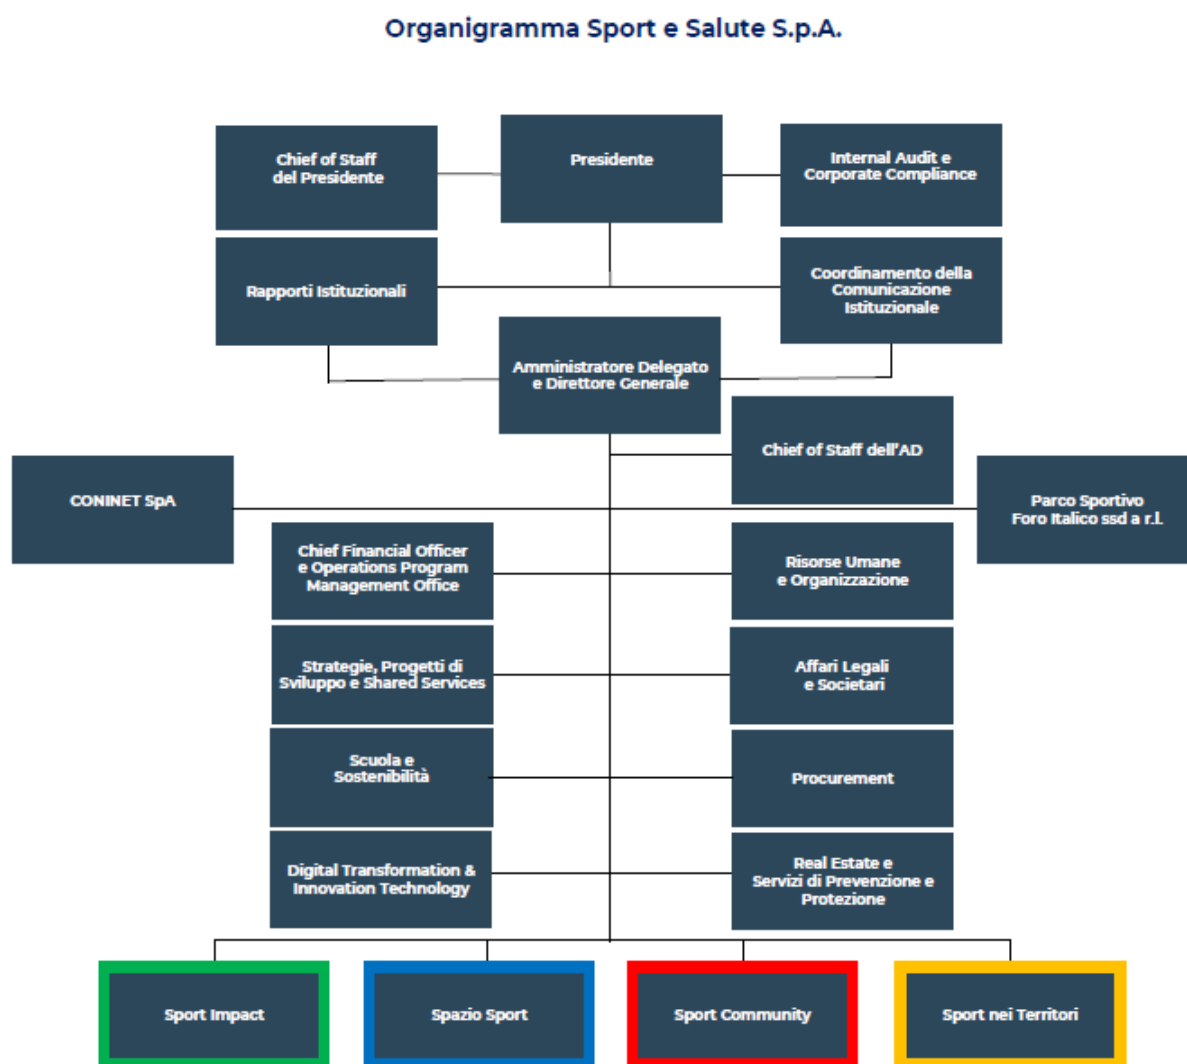 Organigramma Sport e Salute S.p.A.
Chief of Staff
del Presidente
Presidente
Internal Audit e
Corporate Compliance
Rapporti Istituzionali
Coordinamento della
Comunicazione
Istituzionale
Amministratore Delegato
e Direttore Generale
Chief of Staff dell'AD
CONINET SpA
Parco Sportivo
Foro Italico ssd a r.l.
Chief Financial Officer
e Operations Program
Management Office
Risorse Umane
e Organizzazione
Strategie, Progetti di
Sviluppo e Shared Services
Affari Legali
e Societari
Scuola e
Sostenibilità
Procurement
Digital Transformation &
Innovation Technology
Real Estate e
Servizi di Prevenzione e
Protezione
Sport Impact
Spazio Sport
Sport Community
Sport nei Territori